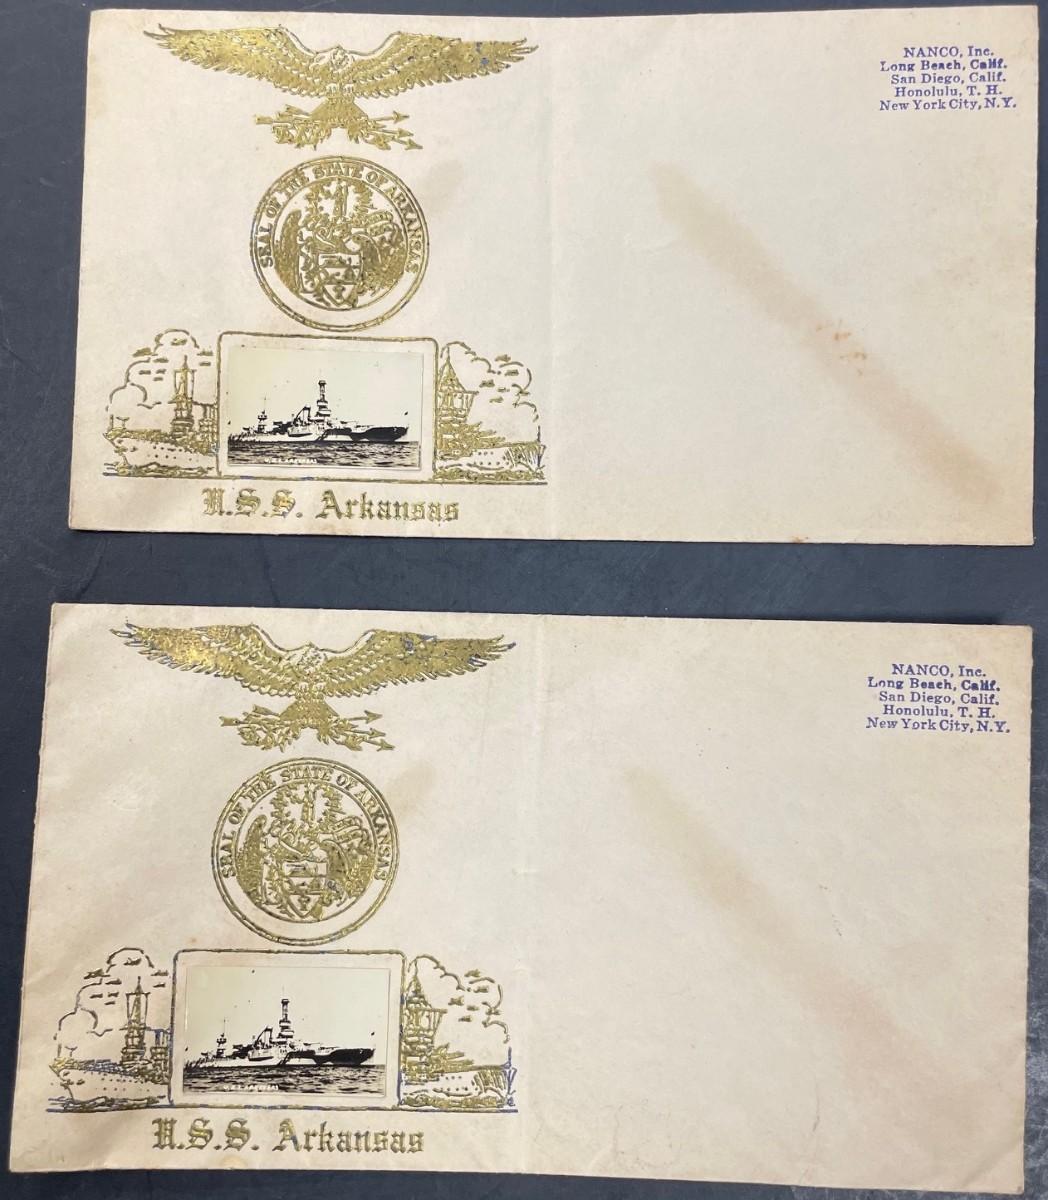 NANCO, Inc.
Long Beach, Calif.
San Diego, Calif.
Honolulu, T. H.
New York City, N.Y.
SEAL OF THE STATE OF ARKANSAS
U.S.S. Arkansas
NANCO, Inc.
Long Beach, Calif.
San Diego, Calif.
Honolulu, T. H.
New York City, N.Y.
SEAL OF THE STATE OF ARKANSAS
U.S.S. Arkansas